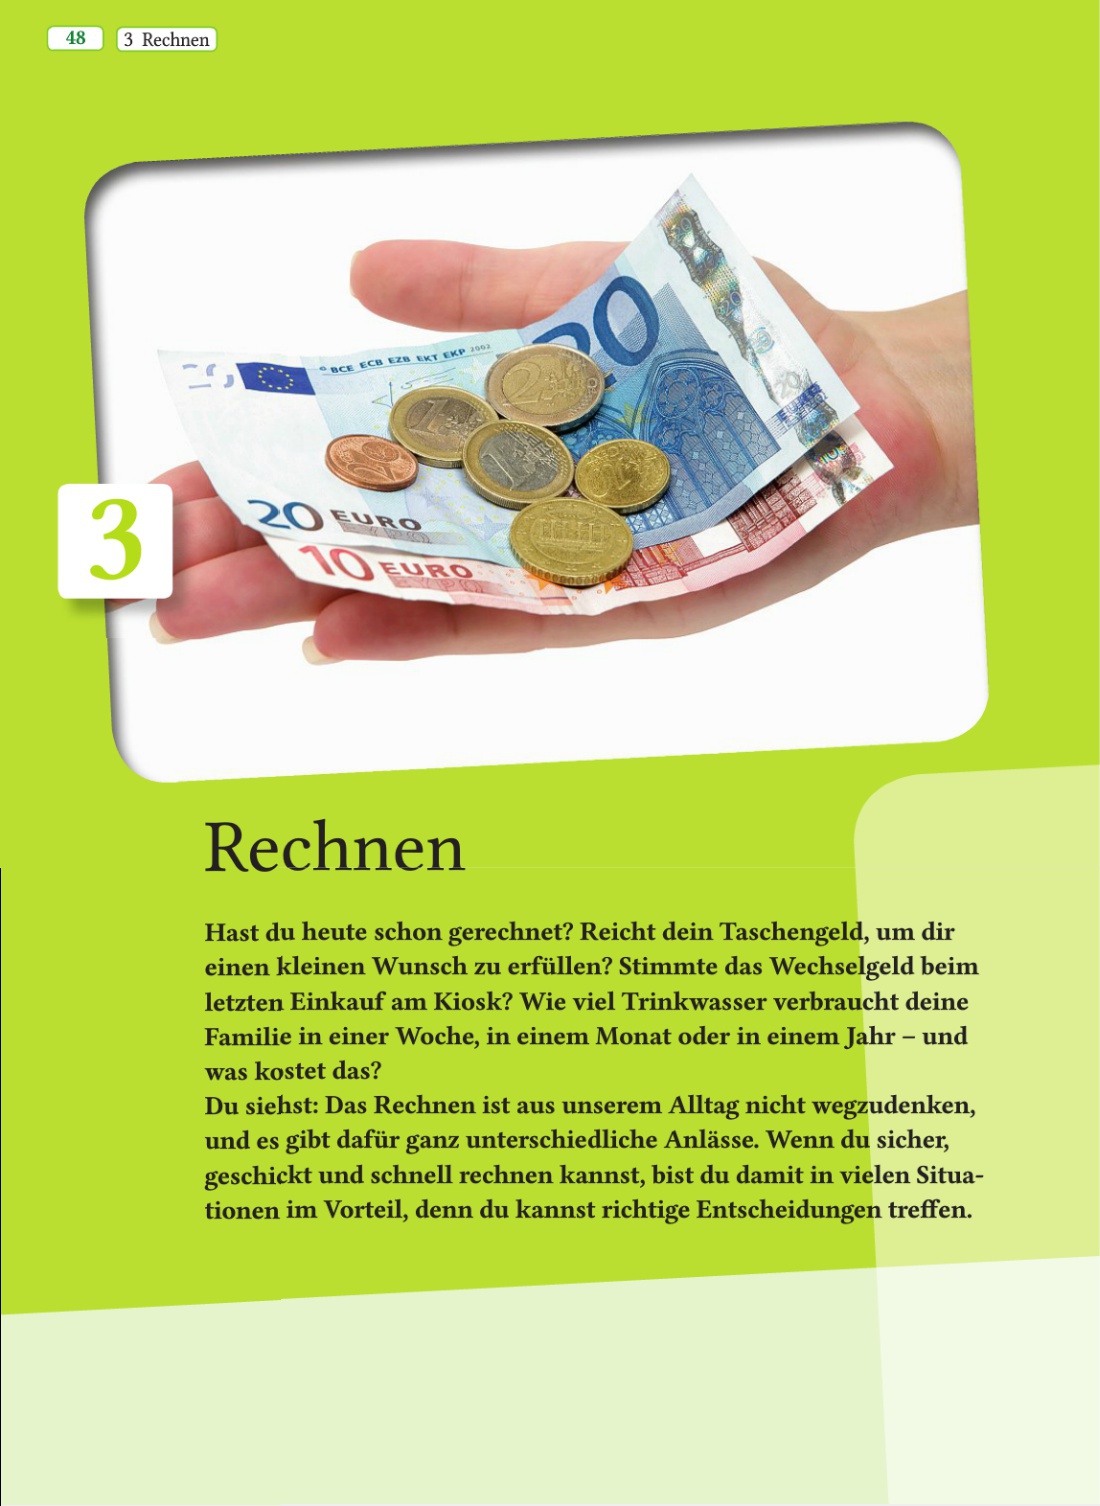 48
3 Rechnen
© BCE ECB EZB EKT EKP 2002
20
20 EURO
10 EURO
3
Rechnen
Hast du heute schon gerechnet? Reicht dein Taschengeld, um dir
einen kleinen Wunsch zu erfüllen? Stimmte das Wechselgeld beim
letzten Einkauf am Kiosk? Wie viel Trinkwasser verbraucht deine
Familie in einer Woche, in einem Monat oder in einem Jahr – und
was kostet das?
Du siehst: Das Rechnen ist aus unserem Alltag nicht wegzudenken,
und es gibt dafür ganz unterschiedliche Anlässe. Wenn du sicher,
geschickt und schnell rechnen kannst, bist du damit in vielen Situa-
tionen im Vorteil, denn du kannst richtige Entscheidungen treffen.